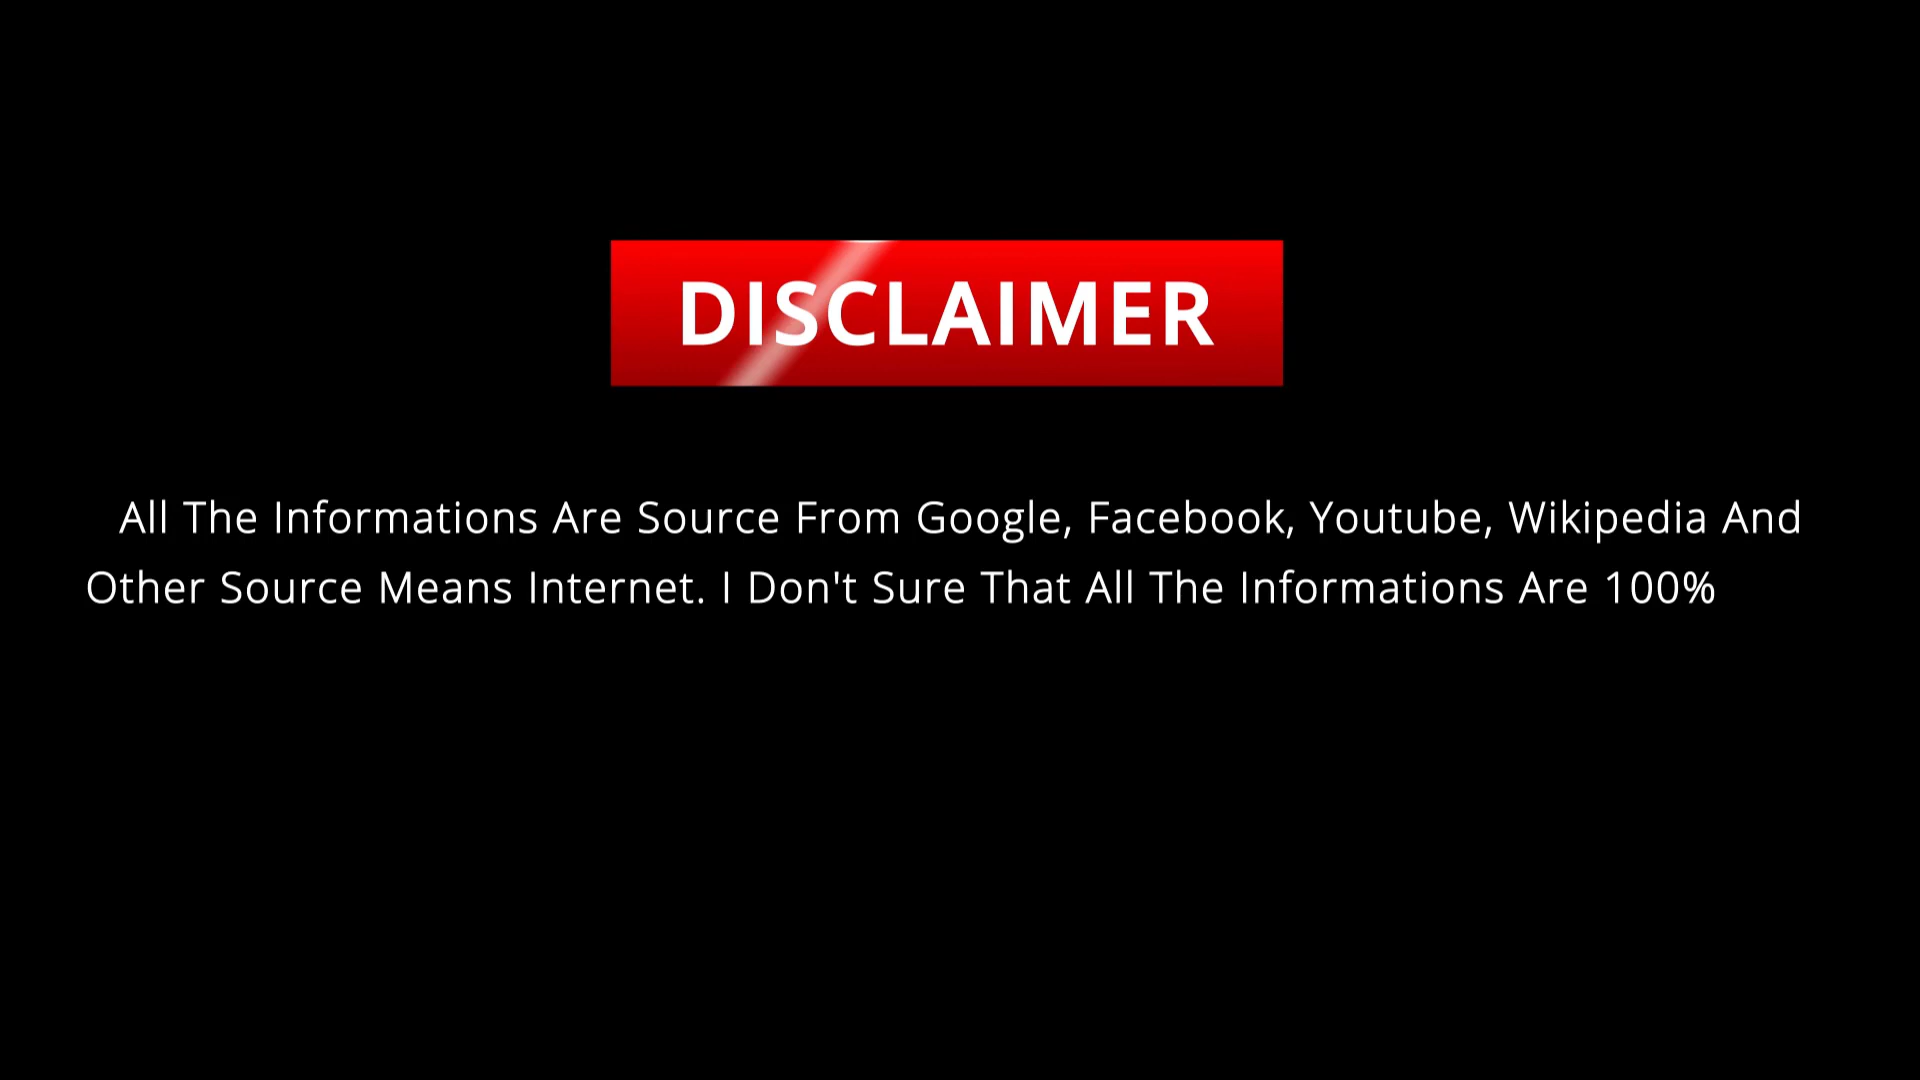 DISCLAIMER
All The Informations Are Source From Google, Facebook, Youtube, Wikipedia And
Other Source Means Internet. I Don't Sure That All The Informations Are 100%